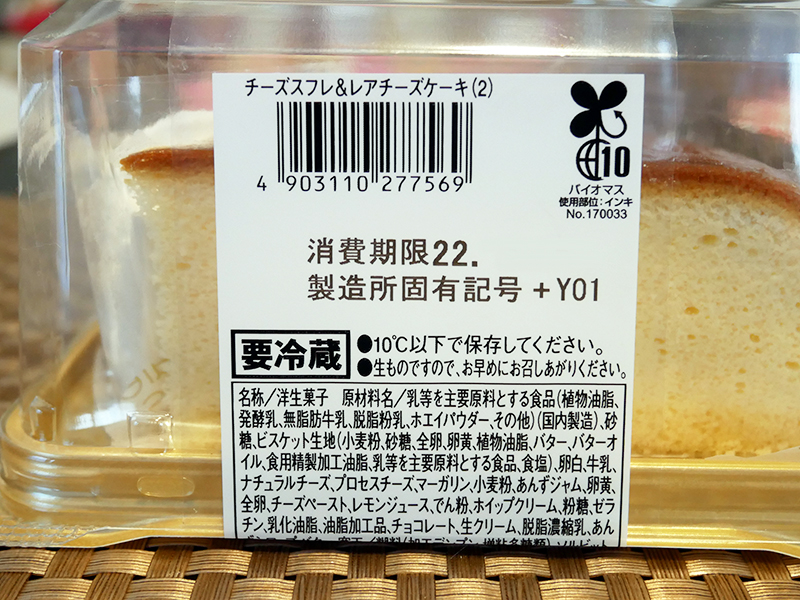 チーズスフレ&レアチーズケーキ(2)
4 903110 277569
10
バイオマス
使用部位:インキ
No.170033
消費期限22.
製造所固有記号 +Y01
要冷蔵
●10℃以下で保存してください。
●生ものですので、お早めにお召しあがりください。
名称/洋生菓子 原材料名/乳等を主要原料とする食品(植物油脂、
発酵乳、無脂肪牛乳、脱脂粉乳、ホエイパウダー、その他)(国内製造)、砂
糖、ビスケット生地(小麦粉、砂糖、全卵、卵黄、植物油脂、バター、バターオ
イル、食用精製加工油脂、乳等を主要原料とする食品、食塩)、卵白、牛乳、
ナチュラルチーズ、プロセスチーズ、マーガリン、小麦粉、あんずジャム、卵黄、
全卵、チーズペースト、レモンジュース、でん粉、ホイップクリーム、粉糖、ゼラ
チン、乳化油脂、油脂加工品、チョコレート、生クリーム、脱脂濃縮乳、あん